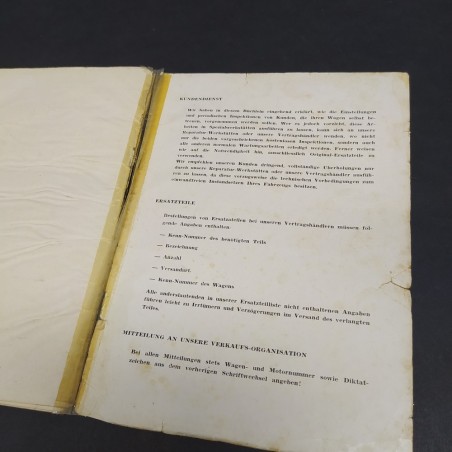 KUNDENDIENST
Wir haben in diesem Büchlein eingehend erklärt, wie die Einstellungen
und periodischen Inspektionen von Kunden, die ihren Wagen selbst be-
treuen, vorgenommen werden sollen. Wer es jedoch vorzieht, diese Ar-
beiten in Spezialwerkstätten ausführen zu lassen, kann sich an unsere
Reparatur-Werkstätten oder unsere Vertragshändler wenden, wo nicht
nur die beiden vorgeschriebenen kostenlosen Inspektionen, sondern auch
alle anderen normalen Wartungsarbeiten erledigt werden. Ferner weisen
wir auf die Notwendigkeit hin, ausschliesslich Original-Ersatzteile zu
verwenden.
Wir empfehlen unseren Kunden dringend, vollständige Überholungen nur
durch unsere Reparatur-Werkstätten oder unsere Vertragshändler ausfüh-
ren zu lassen, da diese vorzugsweise die technischen Vorbedingungen zum
einwandfreien Instandsetzen Ihres Fahrzeugs besitzen.
ERSATZTEILE
Bestellungen von Ersatzteilen bei unseren Vertragshändlern müssen fol-
gende Angaben enthalten
— Kenn-Nummer des benötigten Teils
— Bezeichnung
— Anzahl
— Versandart
— Kenn-Nummer des Wagens
Alle anderslautenden in unserer Ersatzteilliste nicht enthaltenen Angaben
führen leicht zu Irrtümern und Verzögerungen im Versand des verlangten
Teiles.
MITTEILUNG AN UNSERE VERKAUFS-ORGANISATION
Bei allen Mitteilungen stets Wagen- und Motornummer sowie Diktat-
zeichen aus dem vorherigen Schriftwechsel angeben!